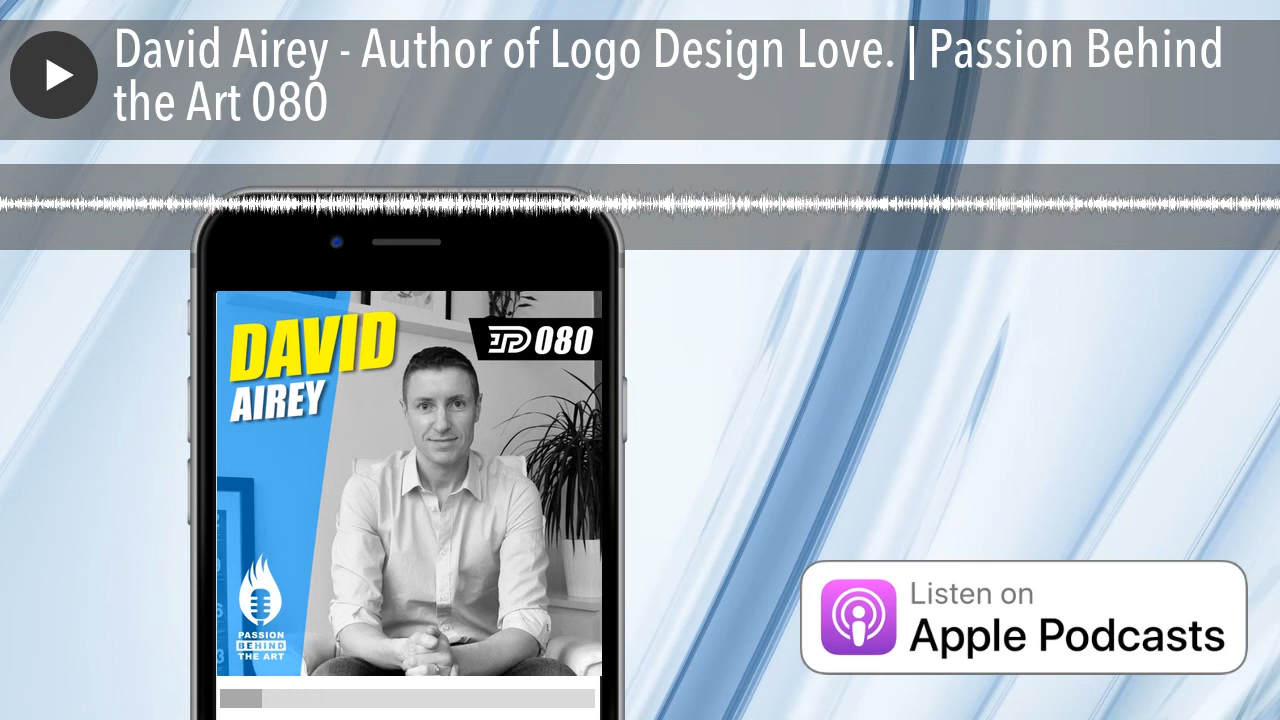 David Airey - Author of Logo Design Love. | Passion Behind
the Art 080
DAVID
AIREY
080
PASSION
BEHIND
THE ART
Listen on
Apple Podcasts